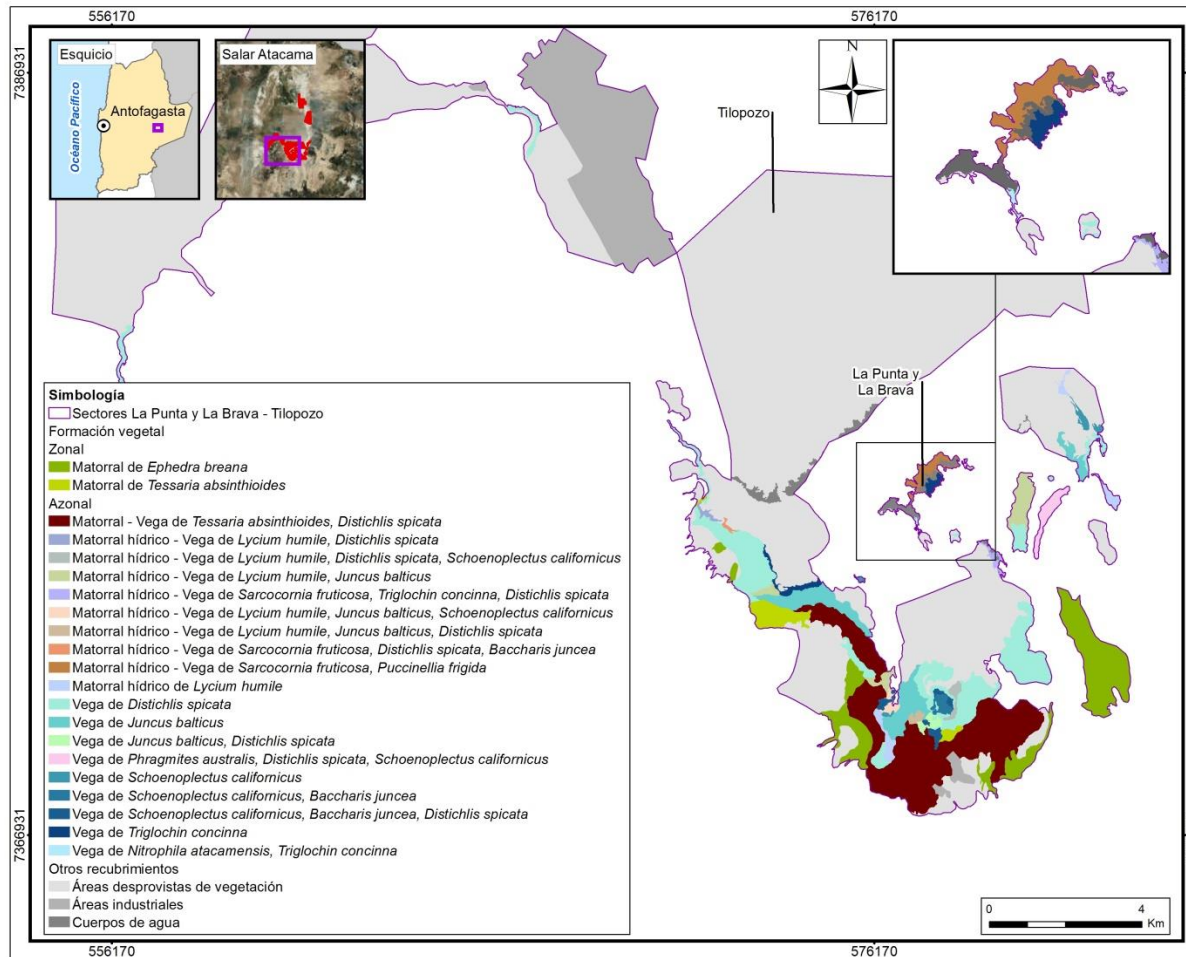 556170
576170
7386931
Esquicio
Océano Pacífico
Antofagasta
Salar Atacama
Tilopozo
N
La Punta y
La Brava
Simbología
Sectores La Punta y La Brava - Tilopozo
Formación vegetal
Zonal
Matorral de Ephedra breana
Matorral de Tessaria absinthioides
Azonal
Matorral - Vega de Tessaria absinthioides, Distichlis spicata
Matorral hídrico - Vega de Lycium humile, Distichlis spicata
Matorral hídrico - Vega de Lycium humile, Distichlis spicata, Schoenoplectus californicus
Matorral hídrico - Vega de Lycium humile, Juncus balticus
Matorral hídrico - Vega de Sarcocornia fruticosa, Triglochin concinna, Distichlis spicata
Matorral hídrico - Vega de Lycium humile, Juncus balticus, Schoenoplectus californicus
Matorral hídrico - Vega de Lycium humile, Juncus balticus, Distichlis spicata
Matorral hídrico - Vega de Sarcocornia fruticosa, Distichlis spicata, Baccharis juncea
Matorral hídrico - Vega de Sarcocornia fruticosa, Puccinellia frigida
Matorral hídrico de Lycium humile
Vega de Distichlis spicata
Vega de Juncus balticus
Vega de Juncus balticus, Distichlis spicata
Vega de Phragmites australis, Distichlis spicata, Schoenoplectus californicus
Vega de Schoenoplectus californicus
Vega de Schoenoplectus californicus, Baccharis juncea
Vega de Schoenoplectus californicus, Baccharis juncea, Distichlis spicata
Vega de Triglochin concinna
Vega de Nitrophila atacamensis, Triglochin concinna
Otros recubrimientos
Áreas desprovistas de vegetación
Áreas industriales
Cuerpos de agua
7366931
0
4
Km
556170
576170